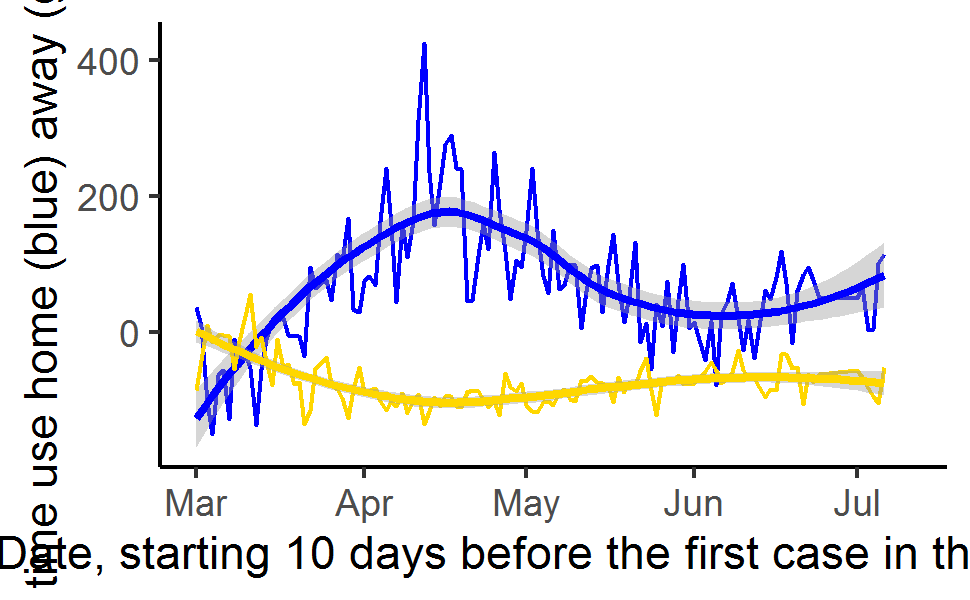 time use home (blue) away (
400
200
0
Mar Apr May Jun Jul
Date, starting 10 days before the first case in th